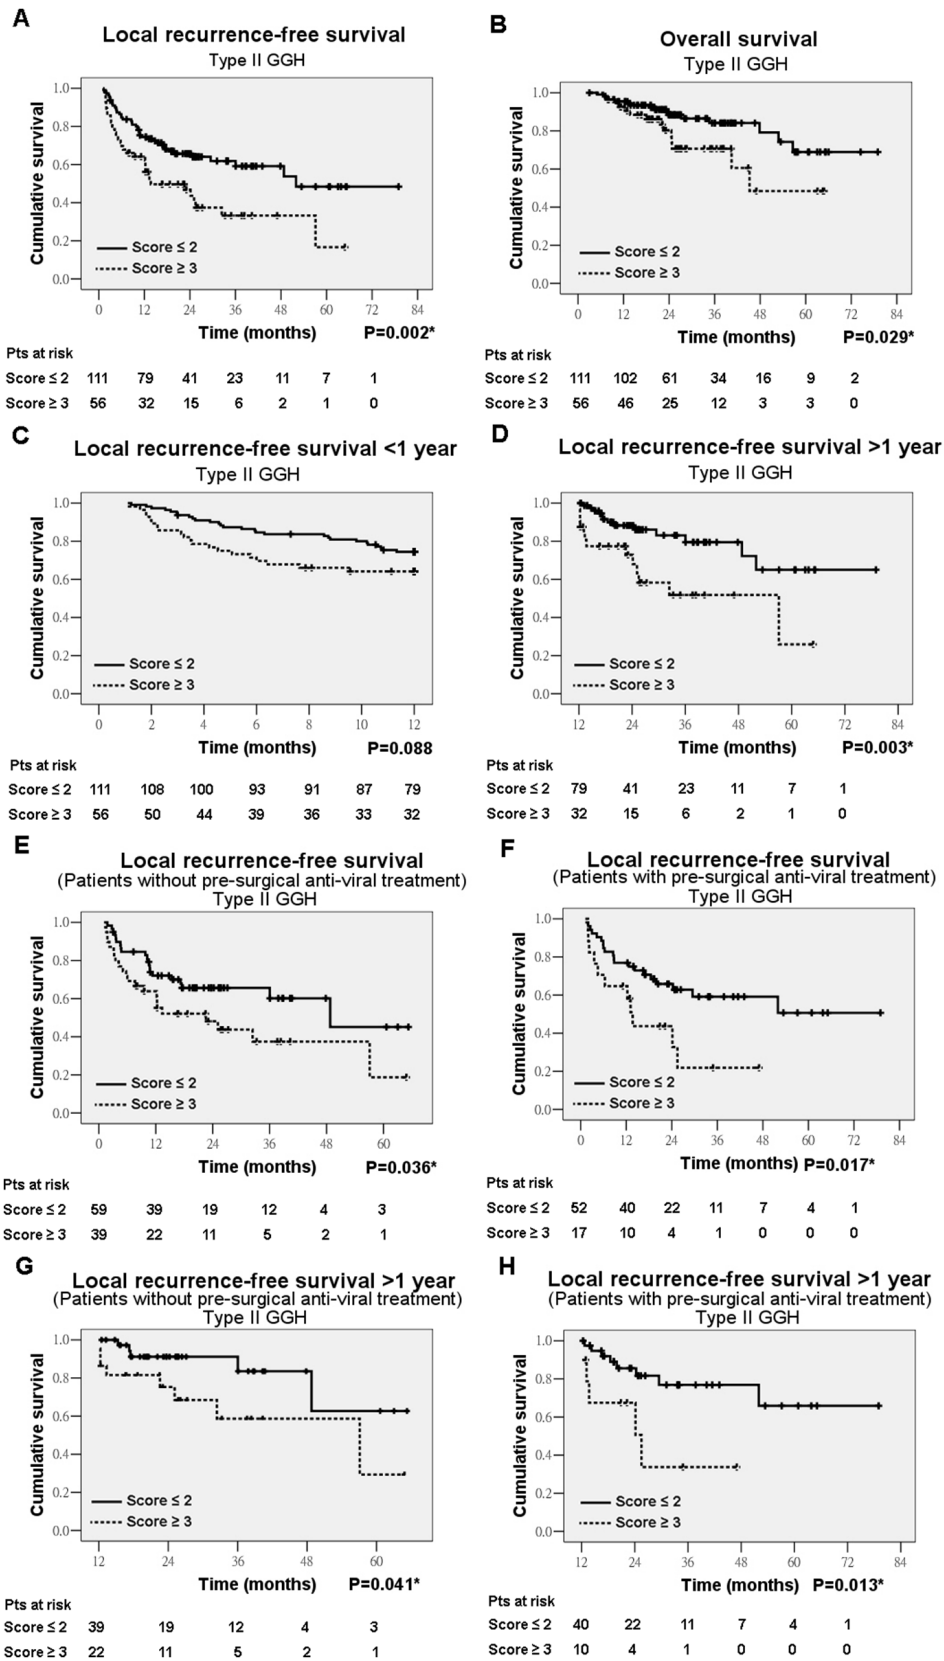 A
Local recurrence-free survival
Type II GGH
Cumulative survival
1.0
0.8
0.6
0.4
0.2
0.0
Score ≤ 2
Score ≥ 3
0 12 24 36 48 60 72 84
Time (months)
P=0.002*
Pts at risk
Score ≤ 2 111 79 41 23 11 7 1
Score ≥ 3 56 32 15 6 2 1 0
B
Overall survival
Type II GGH
Cumulative survival
1.0
0.8
0.6
0.4
0.2
0.0
Score ≤ 2
Score ≥ 3
0 12 24 36 48 60 72 84
Time (months)
P=0.029*
Pts at risk
Score ≤ 2 111 102 61 34 16 9 2
Score ≥ 3 56 46 25 12 3 3 0
C
Local recurrence-free survival <1 year
Type II GGH
Cumulative survival
1.0
0.8
0.6
0.4
0.2
0.0
Score ≤ 2
Score ≥ 3
0 2 4 6 8 10 12
Time (months)
P=0.088
Pts at risk
Score ≤ 2 111 108 100 93 91 87 79
Score ≥ 3 56 50 44 39 36 33 32
D
Local recurrence-free survival >1 year
Type II GGH
Cumulative survival
1.0
0.8
0.6
0.4
0.2
0.0
Score ≤ 2
Score ≥ 3
12 24 36 48 60 72 84
Time (months)
P=0.003*
Pts at risk
Score ≤ 2 79 41 23 11 7 1
Score ≥ 3 32 15 6 2 1 0
E
Local recurrence-free survival
(Patients without pre-surgical anti-viral treatment)
Type II GGH
Cumulative survival
1.0
0.8
0.6
0.4
0.2
0.0
Score ≤ 2
Score ≥ 3
0 12 24 36 48 60
Time (months)
P=0.036*
Pts at risk
Score ≤ 2 59 39 19 12 4 3
Score ≥ 3 39 22 11 5 2 1
F
Local recurrence-free survival
(Patients with pre-surgical anti-viral treatment)
Type II GGH
Cumulative survival
1.0
0.8
0.6
0.4
0.2
0.0
Score ≤ 2
Score ≥ 3
0 12 24 36 48 60 72 84
Time (months) P=0.017*
Pts at risk
Score ≤ 2 52 40 22 11 7 4 1
Score ≥ 3 17 10 4 1 0 0 0
G
Local recurrence-free survival >1 year
(Patients without pre-surgical anti-viral treatment)
Type II GGH
Cumulative survival
1.0
0.8
0.6
0.4
0.2
0.0
Score ≤ 2
Score ≥ 3
12 24 36 48 60
Time (months)
P=0.041*
Pts at risk
Score ≤ 2 39 19 12 4 3
Score ≥ 3 22 11 5 2 1
H
Local recurrence-free survival >1 year
(Patients with pre-surgical anti-viral treatment)
Type II GGH
Cumulative survival
1.0
0.8
0.6
0.4
0.2
0.0
Score ≤ 2
Score ≥ 3
12 24 36 48 60 72 84
Time (months) P=0.013*
Pts at risk
Score ≤ 2 40 22 11 7 4 1
Score ≥ 3 10 4 1 0 0 0